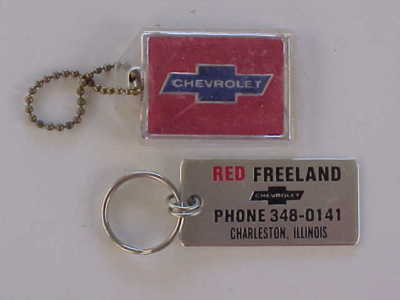 CHEVROLET
RED FREELAND
CHEVROLET
PHONE 348-0141
CHARLESTON, ILLINOIS